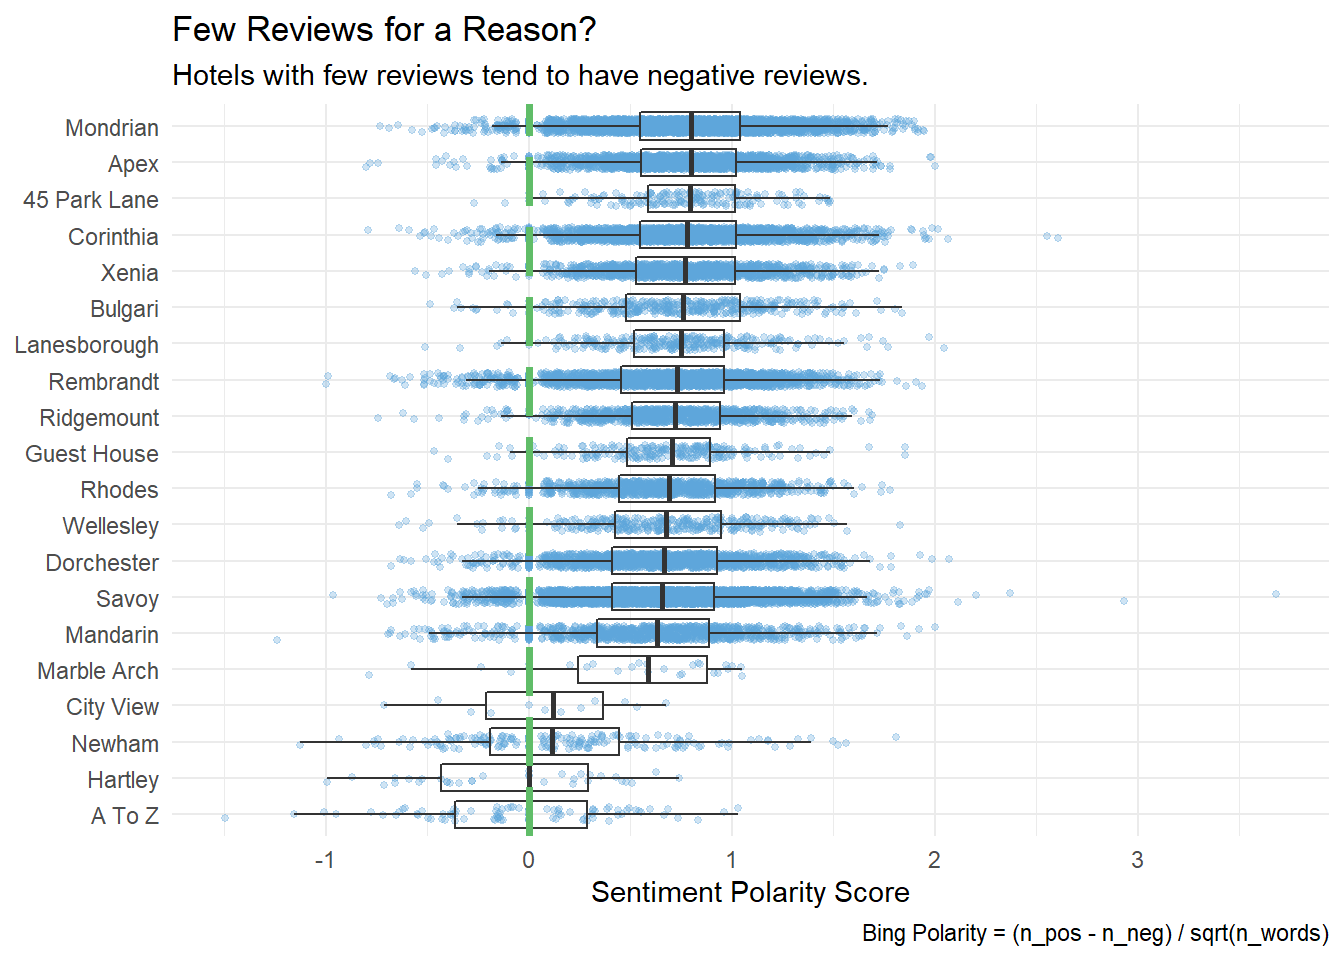 Few Reviews for a Reason?
Hotels with few reviews tend to have negative reviews.
Mondrian
Apex
45 Park Lane
Corinthia
Xenia
Bulgari
Lanesborough
Rembrandt
Ridgemount
Guest House
Rhodes
Wellesley
Dorchester
Savoy
Mandarin
Marble Arch
City View
Newham
Hartley
A To Z
-1 0 1 2 3
Sentiment Polarity Score
Bing Polarity = (n_pos - n_neg) / sqrt(n_words)